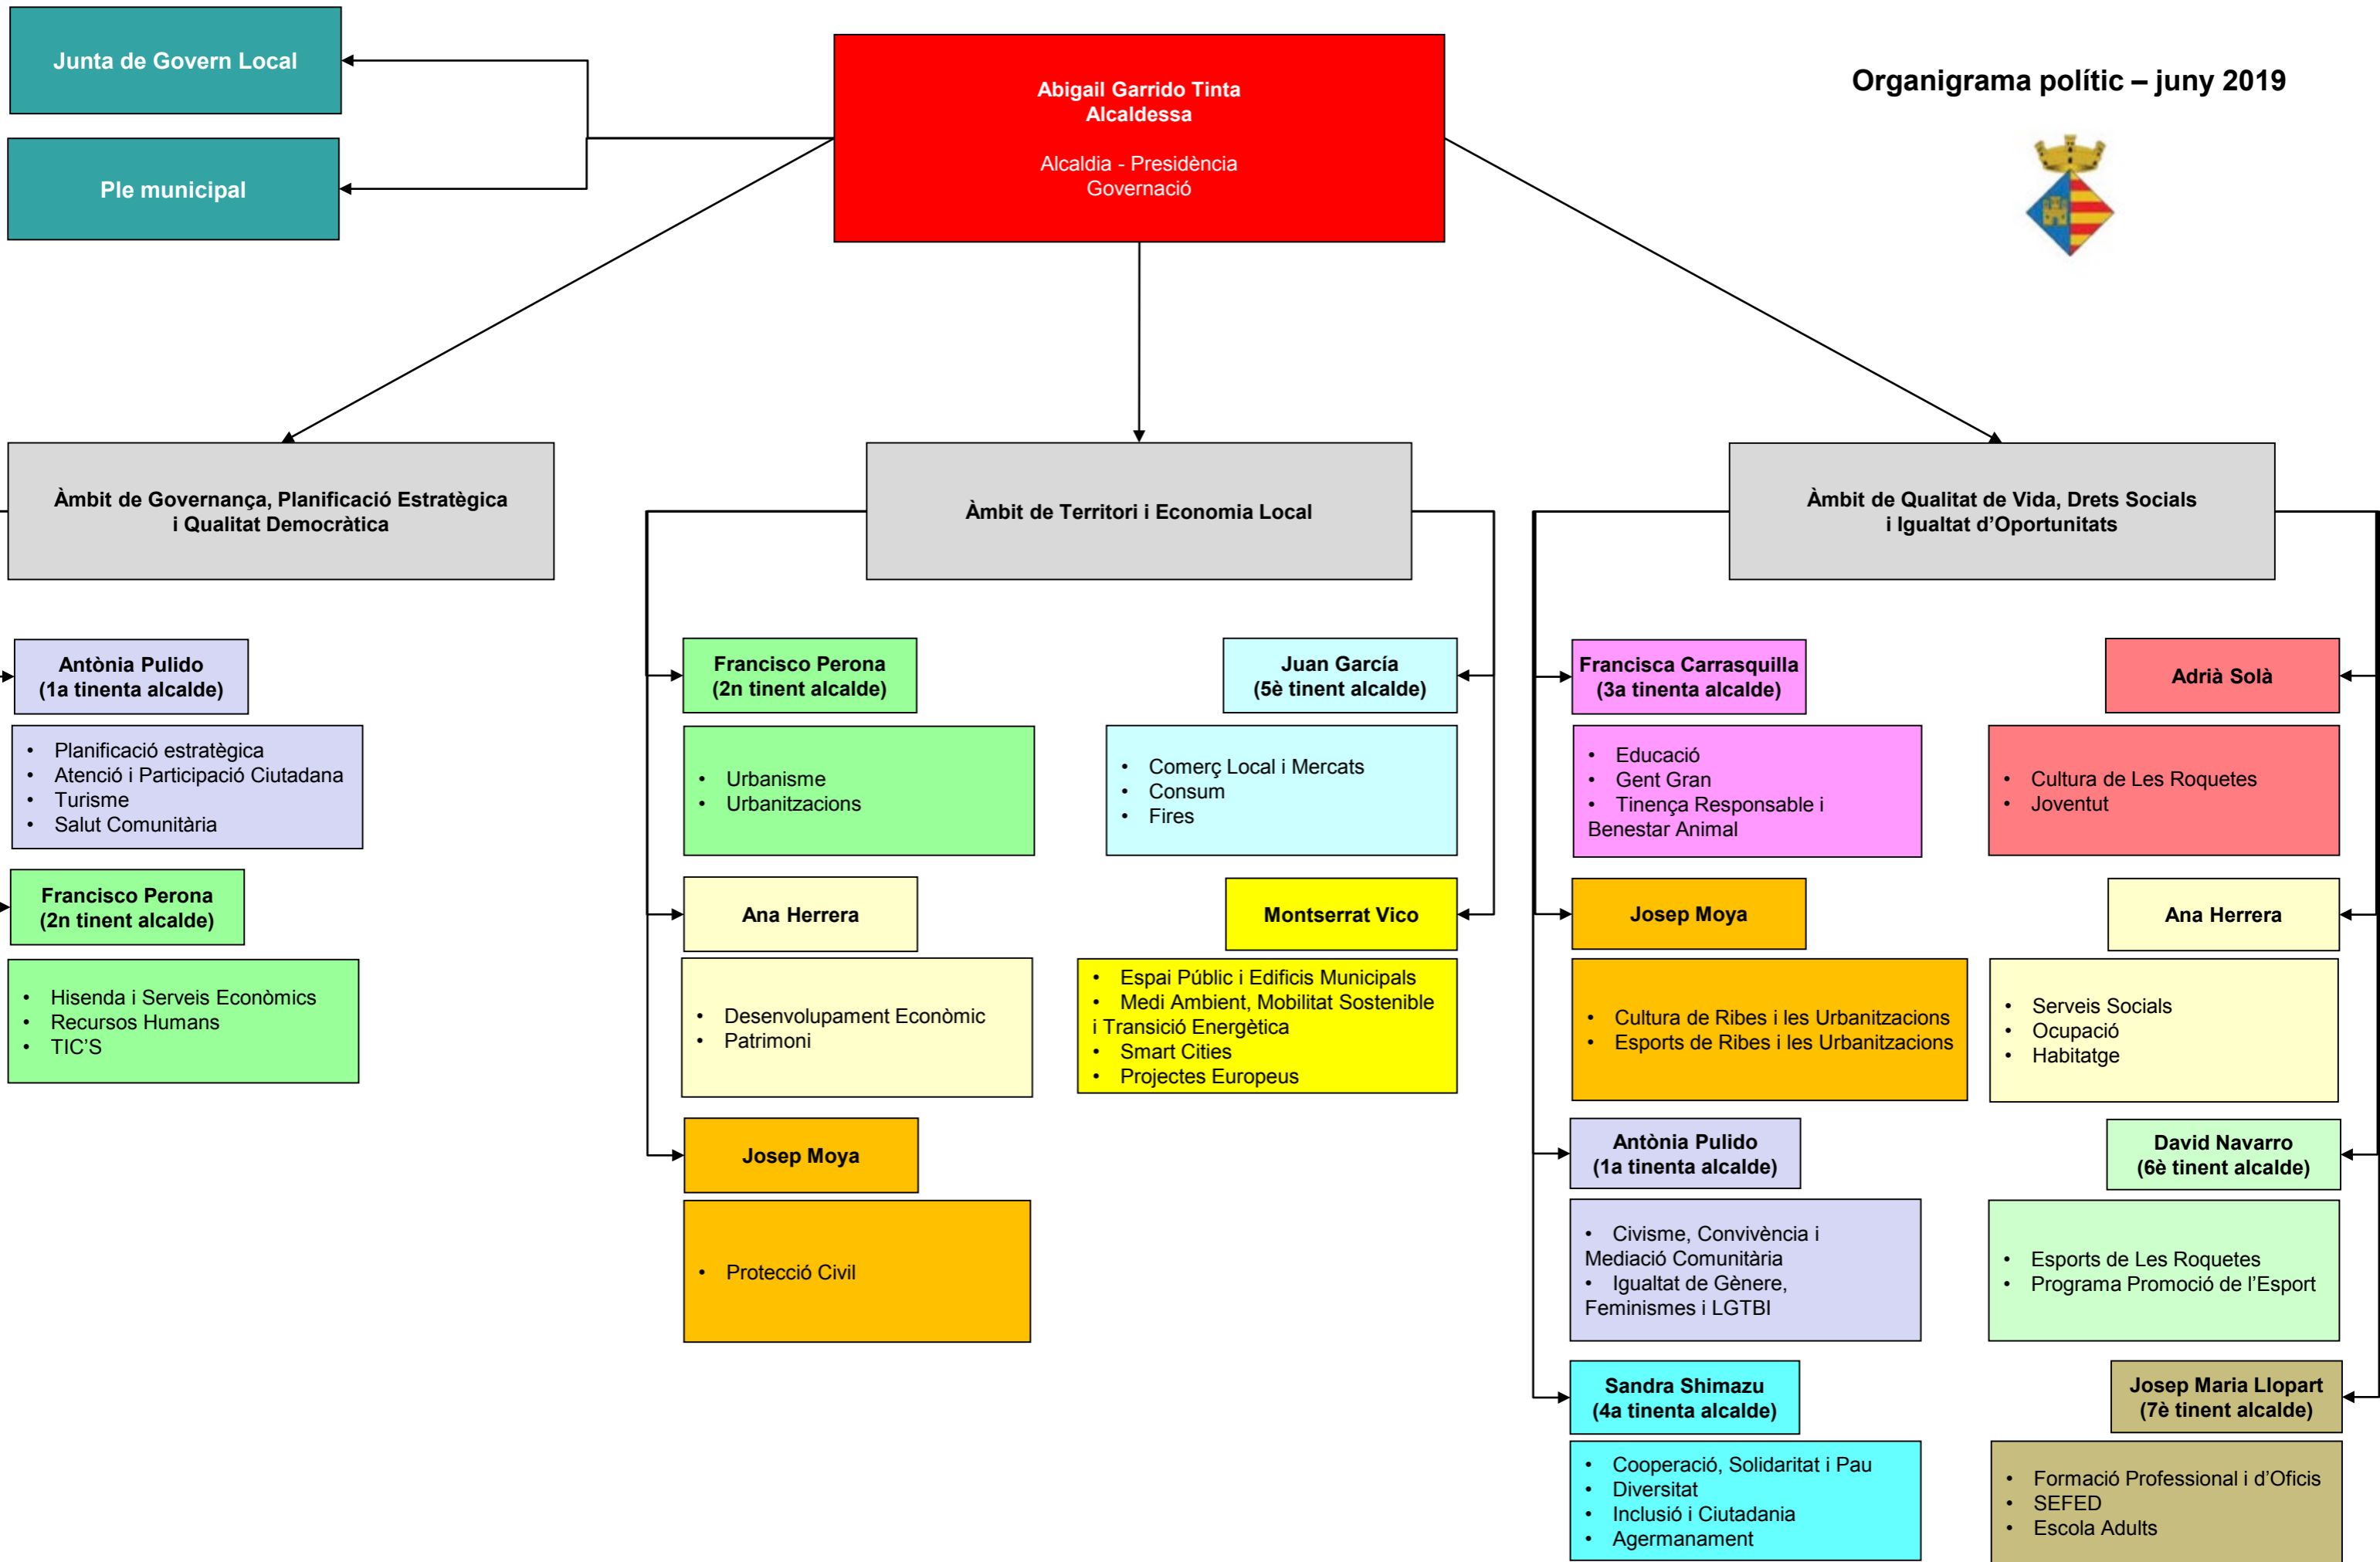 Junta de Govern Local
Ple municipal
Abigail Garrido Tinta
Alcaldessa
Alcaldia - Presidència
Governació
Organigrama polític – juny 2019
Àmbit de Governança, Planificació Estratègica
i Qualitat Democràtica
Antònia Pulido
(1a tinenta alcalde)
• Planificació estratègica
• Atenció i Participació Ciutadana
• Turisme
• Salut Comunitària
Francisco Perona
(2n tinent alcalde)
• Hisenda i Serveis Econòmics
• Recursos Humans
• TIC'S
Àmbit de Territori i Economia Local
Francisco Perona
(2n tinent alcalde)
• Urbanisme
• Urbanitzacions
Ana Herrera
• Desenvolupament Econòmic
• Patrimoni
Josep Moya
• Protecció Civil
Juan García
(5è tinent alcalde)
• Comerç Local i Mercats
• Consum
• Fires
Montserrat Vico
• Espai Públic i Edificis Municipals
• Medi Ambient, Mobilitat Sostenible
i Transició Energètica
• Smart Cities
• Projectes Europeus
Àmbit de Qualitat de Vida, Drets Socials
i Igualtat d’Oportunitats
Francisca Carrasquilla
(3a tinenta alcalde)
• Educació
• Gent Gran
• Tinença Responsable i
Benestar Animal
Josep Moya
• Cultura de Ribes i les Urbanitzacions
• Esports de Ribes i les Urbanitzacions
Antònia Pulido
(1a tinenta alcalde)
• Civisme, Convivència i
Mediació Comunitària
• Igualtat de Gènere,
Feminismes i LGTBI
Sandra Shimazu
(4a tinenta alcalde)
• Cooperació, Solidaritat i Pau
• Diversitat
• Inclusió i Ciutadania
• Agermanament
Adrià Solà
• Cultura de Les Roquetes
• Joventut
Ana Herrera
• Serveis Socials
• Ocupació
• Habitatge
David Navarro
(6è tinent alcalde)
• Esports de Les Roquetes
• Programa Promoció de l’Esport
Josep Maria Llopart
(7è tinent alcalde)
• Formació Professional i d’Oficis
• SEFED
• Escola Adults